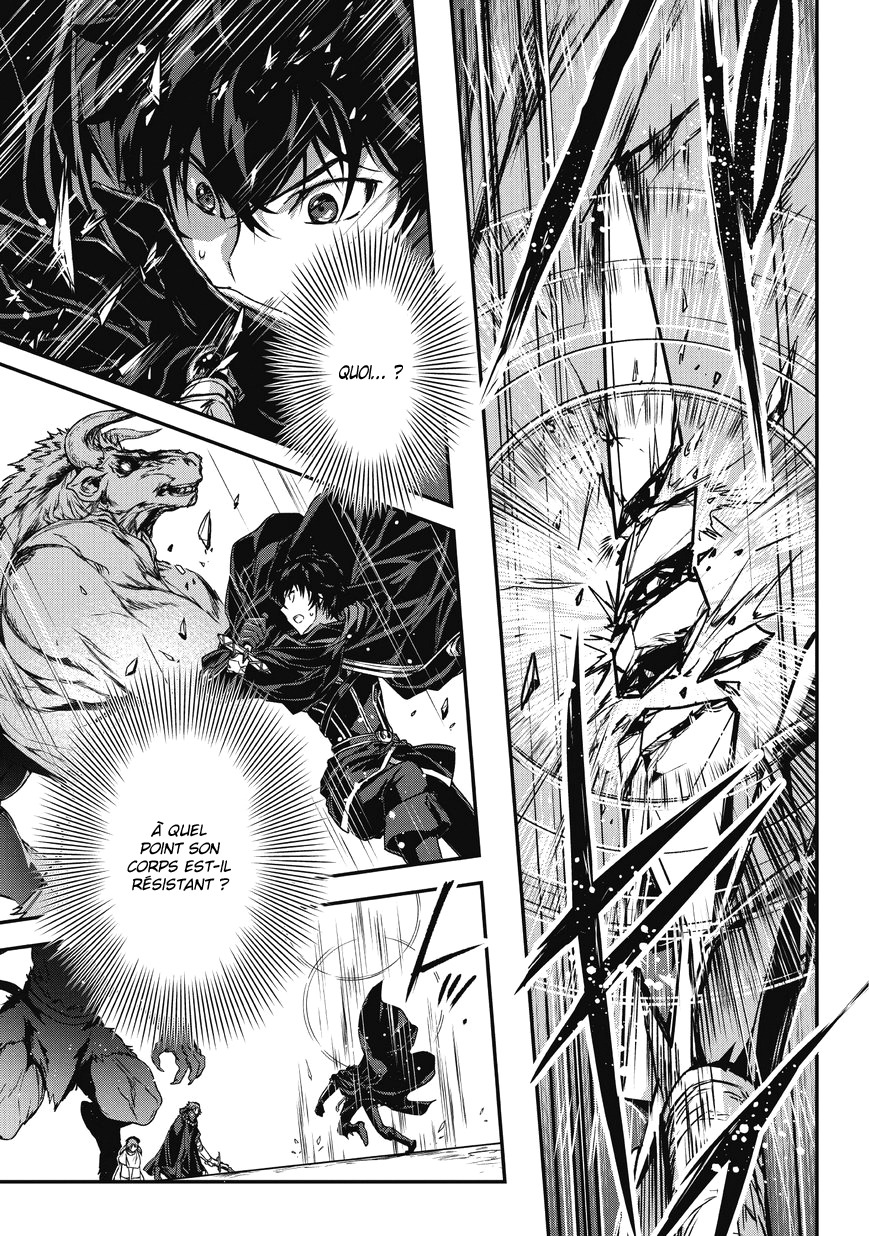 QUOI... ?
À QUEL
POINT SON
CORPS EST-IL
RÉSISTANT ?